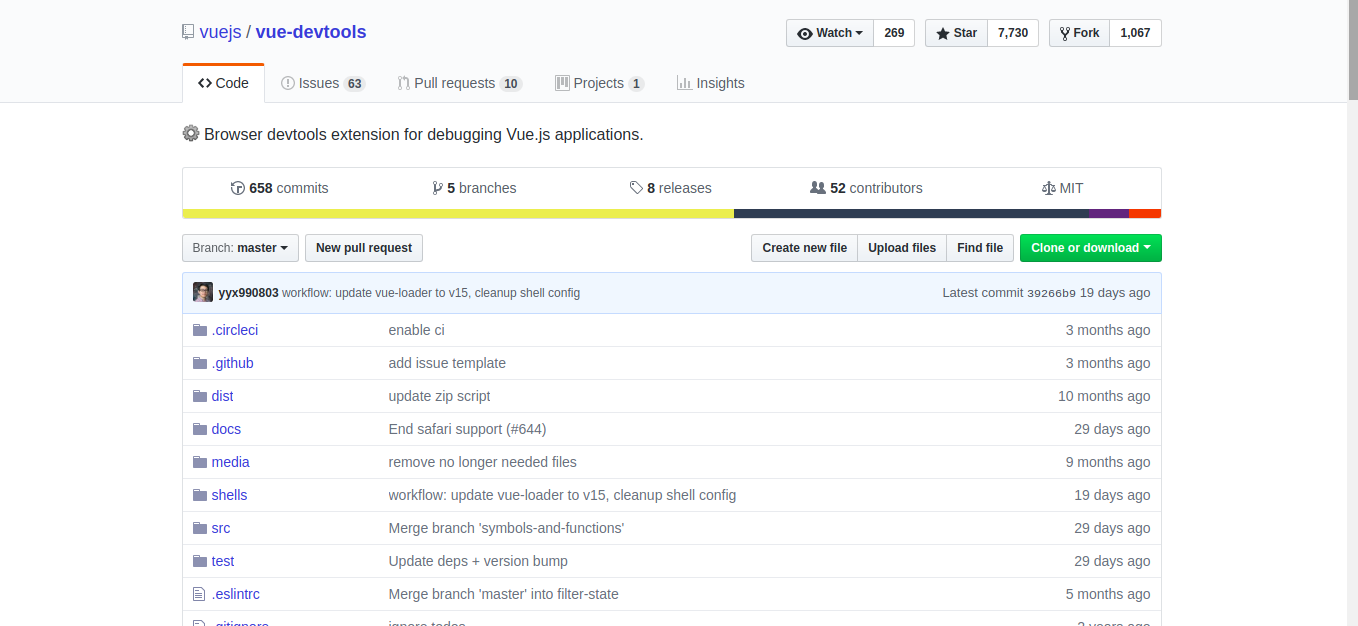 vuejs / vue-devtools
Watch 269 Star 7,730 Fork 1,067
Code Issues 63 Pull requests 10 Projects 1 Insights
Browser devtools extension for debugging Vue.js applications.
658 commits 5 branches 8 releases 52 contributors MIT
Branch: master New pull request Create new file Upload files Find file Clone or download
yyx990803 workflow: update vue-loader to v15, cleanup shell config Latest commit 39266b9 19 days ago
.circleci enable ci 3 months ago
.github add issue template 3 months ago
dist update zip script 10 months ago
docs End safari support (#644) 29 days ago
media remove no longer needed files 9 months ago
shells workflow: update vue-loader to v15, cleanup shell config 19 days ago
src Merge branch 'symbols-and-functions' 29 days ago
test Update deps + version bump 29 days ago
.eslintrc Merge branch 'master' into filter-state 5 months ago
.gitignore ignore todos 2 years ago